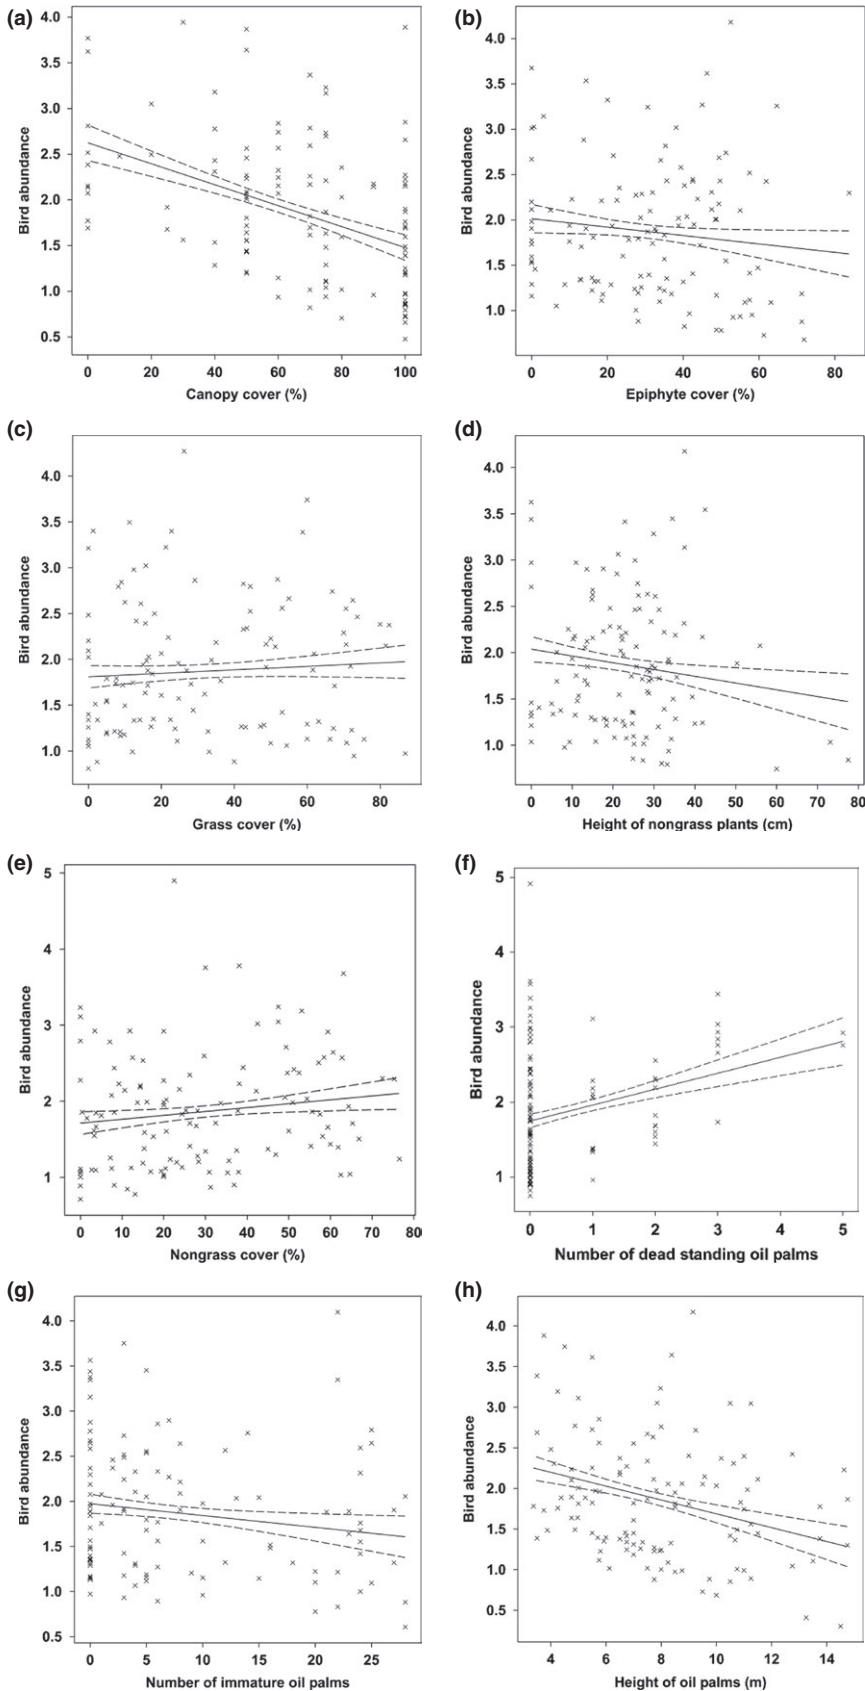 (a)
4.0
3.5
3.0
2.5
2.0
1.5
1.0
0.5
Bird abundance
0 20 40 60 80 100
Canopy cover (%)
(b)
4.0
3.5
3.0
2.5
2.0
1.5
1.0
Bird abundance
0 20 40 60 80
Epiphyte cover (%)
(c)
4.0
3.5
3.0
2.5
2.0
1.5
1.0
Bird abundance
0 20 40 60 80
Grass cover (%)
(d)
4.0
3.5
3.0
2.5
2.0
1.5
1.0
Bird abundance
0 10 20 30 40 50 60 70 80
Height of nongrass plants (cm)
(e)
5
4
3
2
1
Bird abundance
0 10 20 30 40 50 60 70 80
Nongrass cover (%)
(f)
5
4
3
2
1
Bird abundance
0 1 2 3 4 5
Number of dead standing oil palms
(g)
4.0
3.5
3.0
2.5
2.0
1.5
1.0
0.5
Bird abundance
0 5 10 15 20 25
Number of immature oil palms
(h)
4.0
3.5
3.0
2.5
2.0
1.5
1.0
0.5
Bird abundance
4 6 8 10 12 14
Height of oil palms (m)